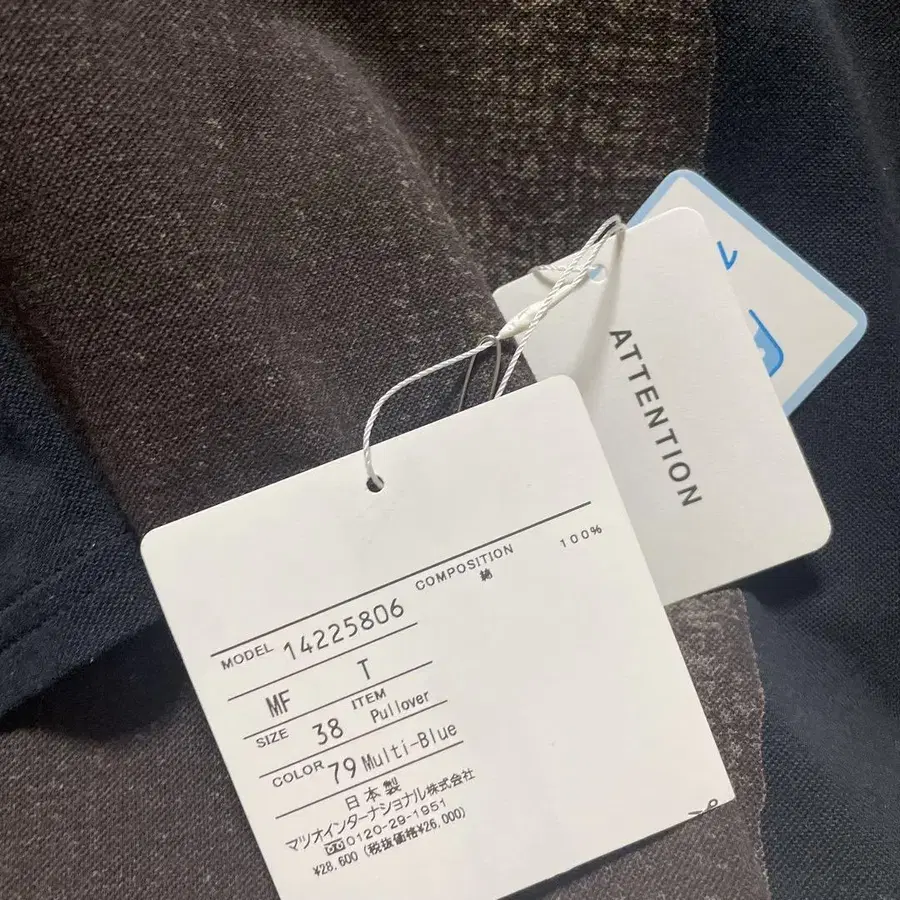 ATTENTION
COMPOSITION
綿 100%
MODEL 14225806
MF T
SIZE 38 ITEM Pullover
COLOR 79 Multi-Blue
日本製
マツオインターナショナル株式会社
0120-29-1951
¥28,600 (税抜価格¥26,000)